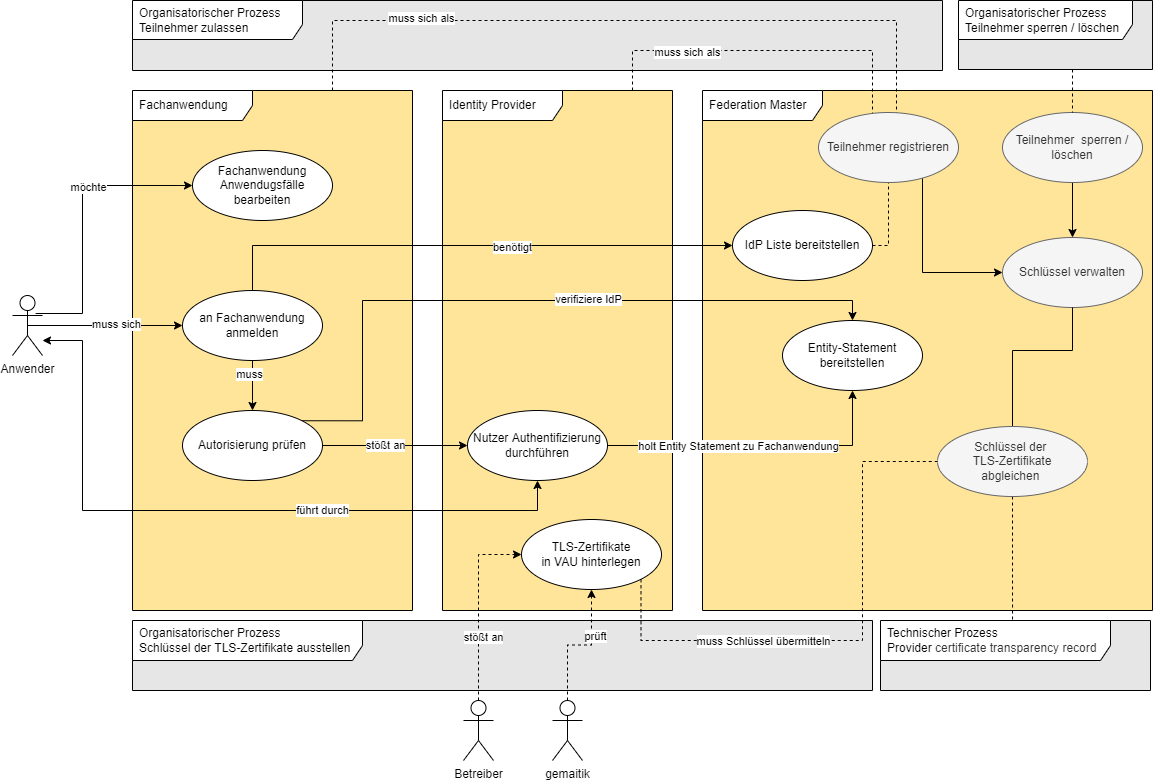 Organisatorischer Prozess
Teilnehmer zulassen
muss sich als
Organisatorischer Prozess
Teilnehmer sperren / löschen
muss sich als
Fachanwendung
Identity Provider
Federation Master
Teilnehmer registrieren
Teilnehmer sperren /
löschen
Fachanwendung
Anwendugsfälle
bearbeiten
möchte
benötigt
IdP Liste bereitstellen
Schlüssel verwalten
verifiziere IdP
an Fachanwendung
anmelden
muss sich
Anwender
Entity-Statement
bereitstellen
muss
Autorisierung prüfen
stößt an
Nutzer Authentifizierung
durchführen
holt Entity Statement zu Fachanwendung
Schlüssel der
TLS-Zertifikate
abgleichen
führt durch
TLS-Zertifikate
in VAU hinterlegen
Organisatorischer Prozess
Schlüssel der TLS-Zertifikate ausstellen
stößt an
prüft
muss Schlüssel übermitteln
Technischer Prozess
Provider certificate transparency record
Betreiber
gemaitik